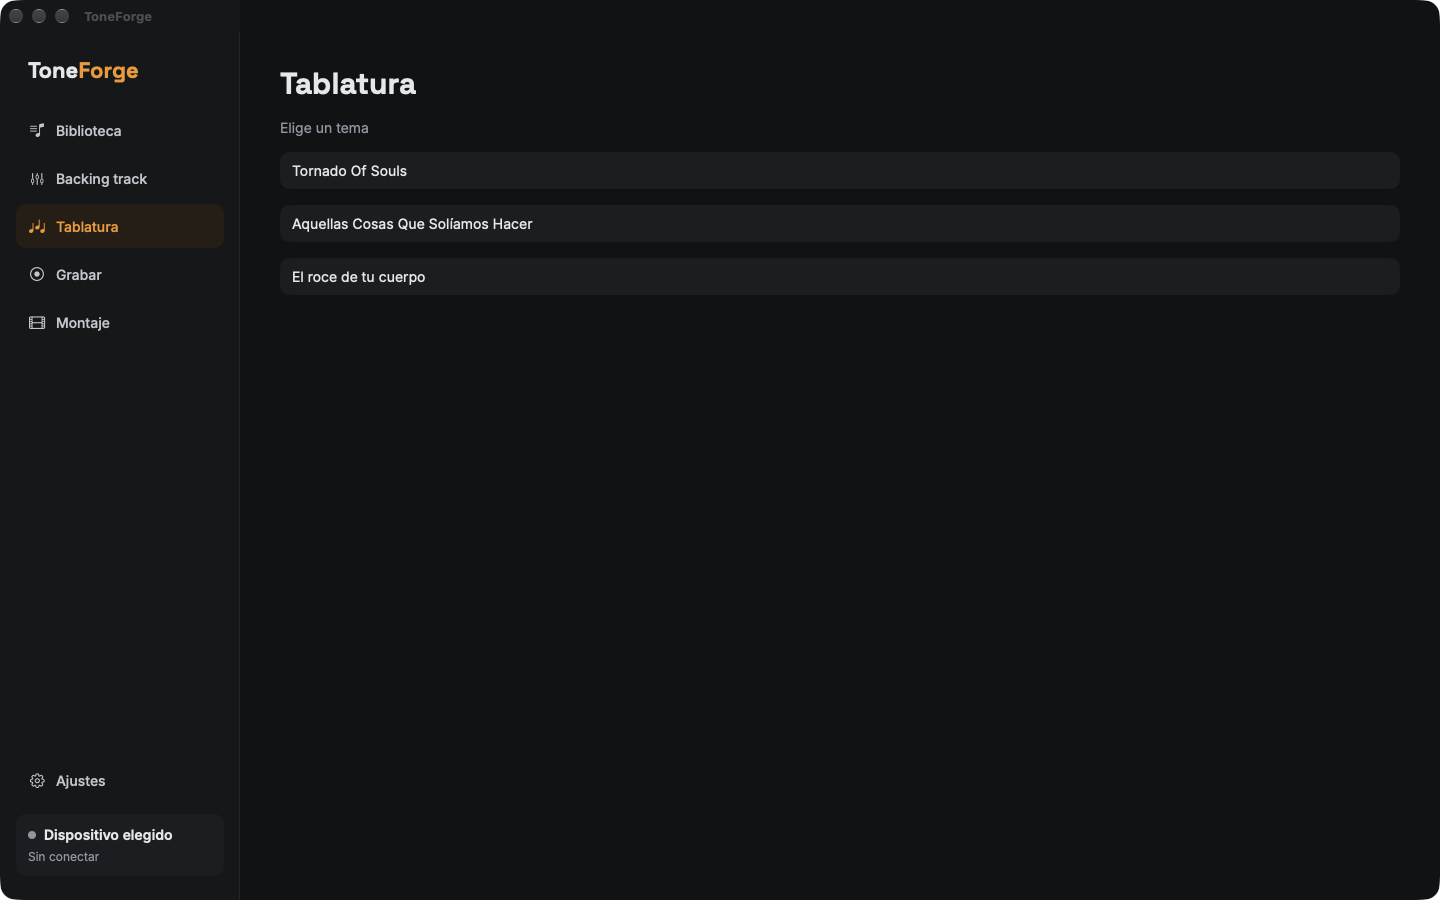 ToneForge
ToneForge
Biblioteca
Backing track
Tablatura
Grabar
Montaje
Ajustes
Dispositivo elegido
Sin conectar
Tablatura
Elige un tema
Tornado Of Souls
Aquellas Cosas Que Solíamos Hacer
El roce de tu cuerpo